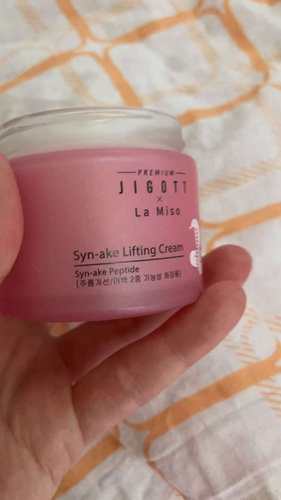 PREMIUM
JIGOTT
×
La Miso
Syn-ake Lifting Cream
Syn-ake Peptide
(주름개선/미백 2중 기능성 화장품)